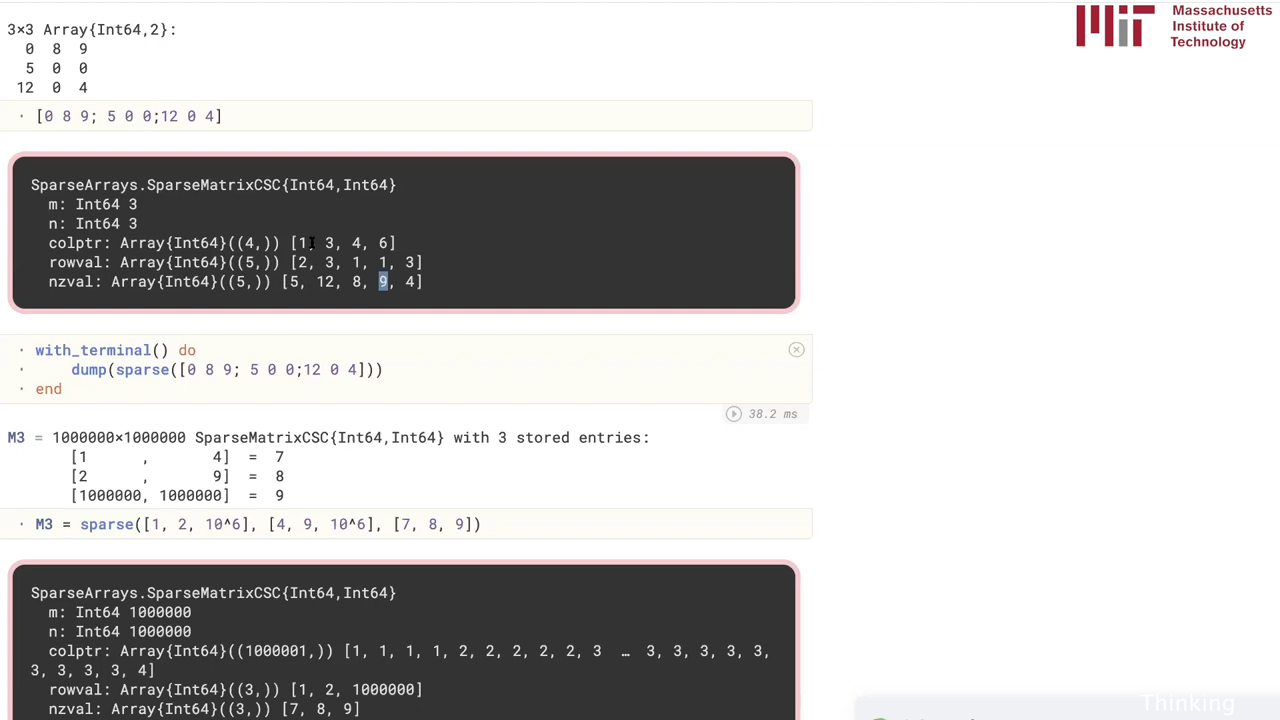 Massachusetts
Institute of
Technology
3×3 Array{Int64,2}:
0 8 9
5 0 0
12 0 4
· [0 8 9; 5 0 0;12 0 4]
SparseArrays.SparseMatrixCSC{Int64,Int64}
m: Int64 3
n: Int64 3
colptr: Array{Int64}((4,)) [1, 3, 4, 6]
rowval: Array{Int64}((5,)) [2, 3, 1, 1, 3]
nzval: Array{Int64}((5,)) [5, 12, 8, 9, 4]
· with_terminal() do
· dump(sparse([0 8 9; 5 0 0;12 0 4]))
· end
38.2 ms
M3 = 1000000×1000000 SparseMatrixCSC{Int64,Int64} with 3 stored entries:
[1 , 4] = 7
[2 , 9] = 8
[1000000, 1000000] = 9
· M3 = sparse([1, 2, 10^6], [4, 9, 10^6], [7, 8, 9])
SparseArrays.SparseMatrixCSC{Int64,Int64}
m: Int64 1000000
n: Int64 1000000
colptr: Array{Int64}((1000001,)) [1, 1, 1, 1, 2, 2, 2, 2, 2, 3 … 3, 3, 3, 3, 3,
3, 3, 3, 3, 4]
rowval: Array{Int64}((3,)) [1, 2, 1000000]
nzval: Array{Int64}((3,)) [7, 8, 9]
Thinking